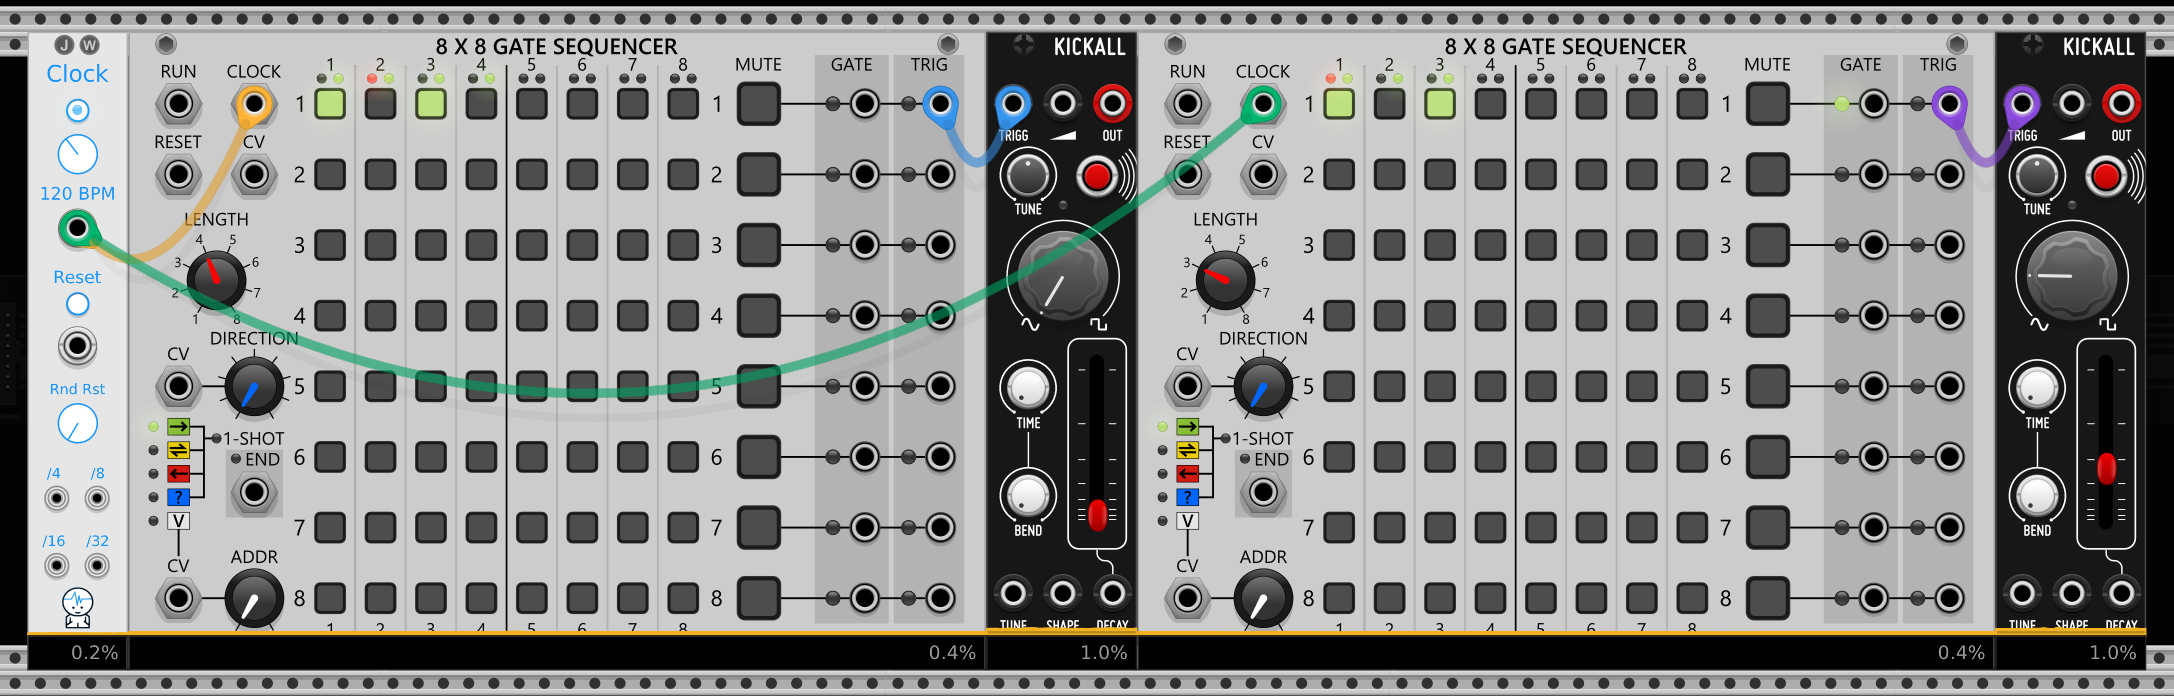 J W
Clock
120 BPM
Reset
Rnd Rst
/4 /8
/16 /32
0.2%
8 X 8 GATE SEQUENCER
RUN CLOCK 1 2 3 4 5 6 7 8 MUTE GATE TRIG
1 1
RESET CV
2 2
LENGTH
1 2 3 4 5 6 7 8
3 3
4 4
DIRECTION
CV
5 5
1-SHOT
END
?
V
6 6
7 7
CV ADDR
8 8
1 2 3 4 5 6 7 8
0.4%
KICKALL
TRIGG OUT
TUNE
TIME
BEND
TUNE SHAPE DECAY
1.0%
8 X 8 GATE SEQUENCER
RUN CLOCK 1 2 3 4 5 6 7 8 MUTE GATE TRIG
1 1
RESET CV
2 2
LENGTH
1 2 3 4 5 6 7 8
3 3
4 4
DIRECTION
CV
5 5
1-SHOT
END
?
V
6 6
7 7
CV ADDR
8 8
1 2 3 4 5 6 7 8
0.4%
KICKALL
TRIGG OUT
TUNE
TIME
BEND
TUNE SHAPE DECAY
1.0%